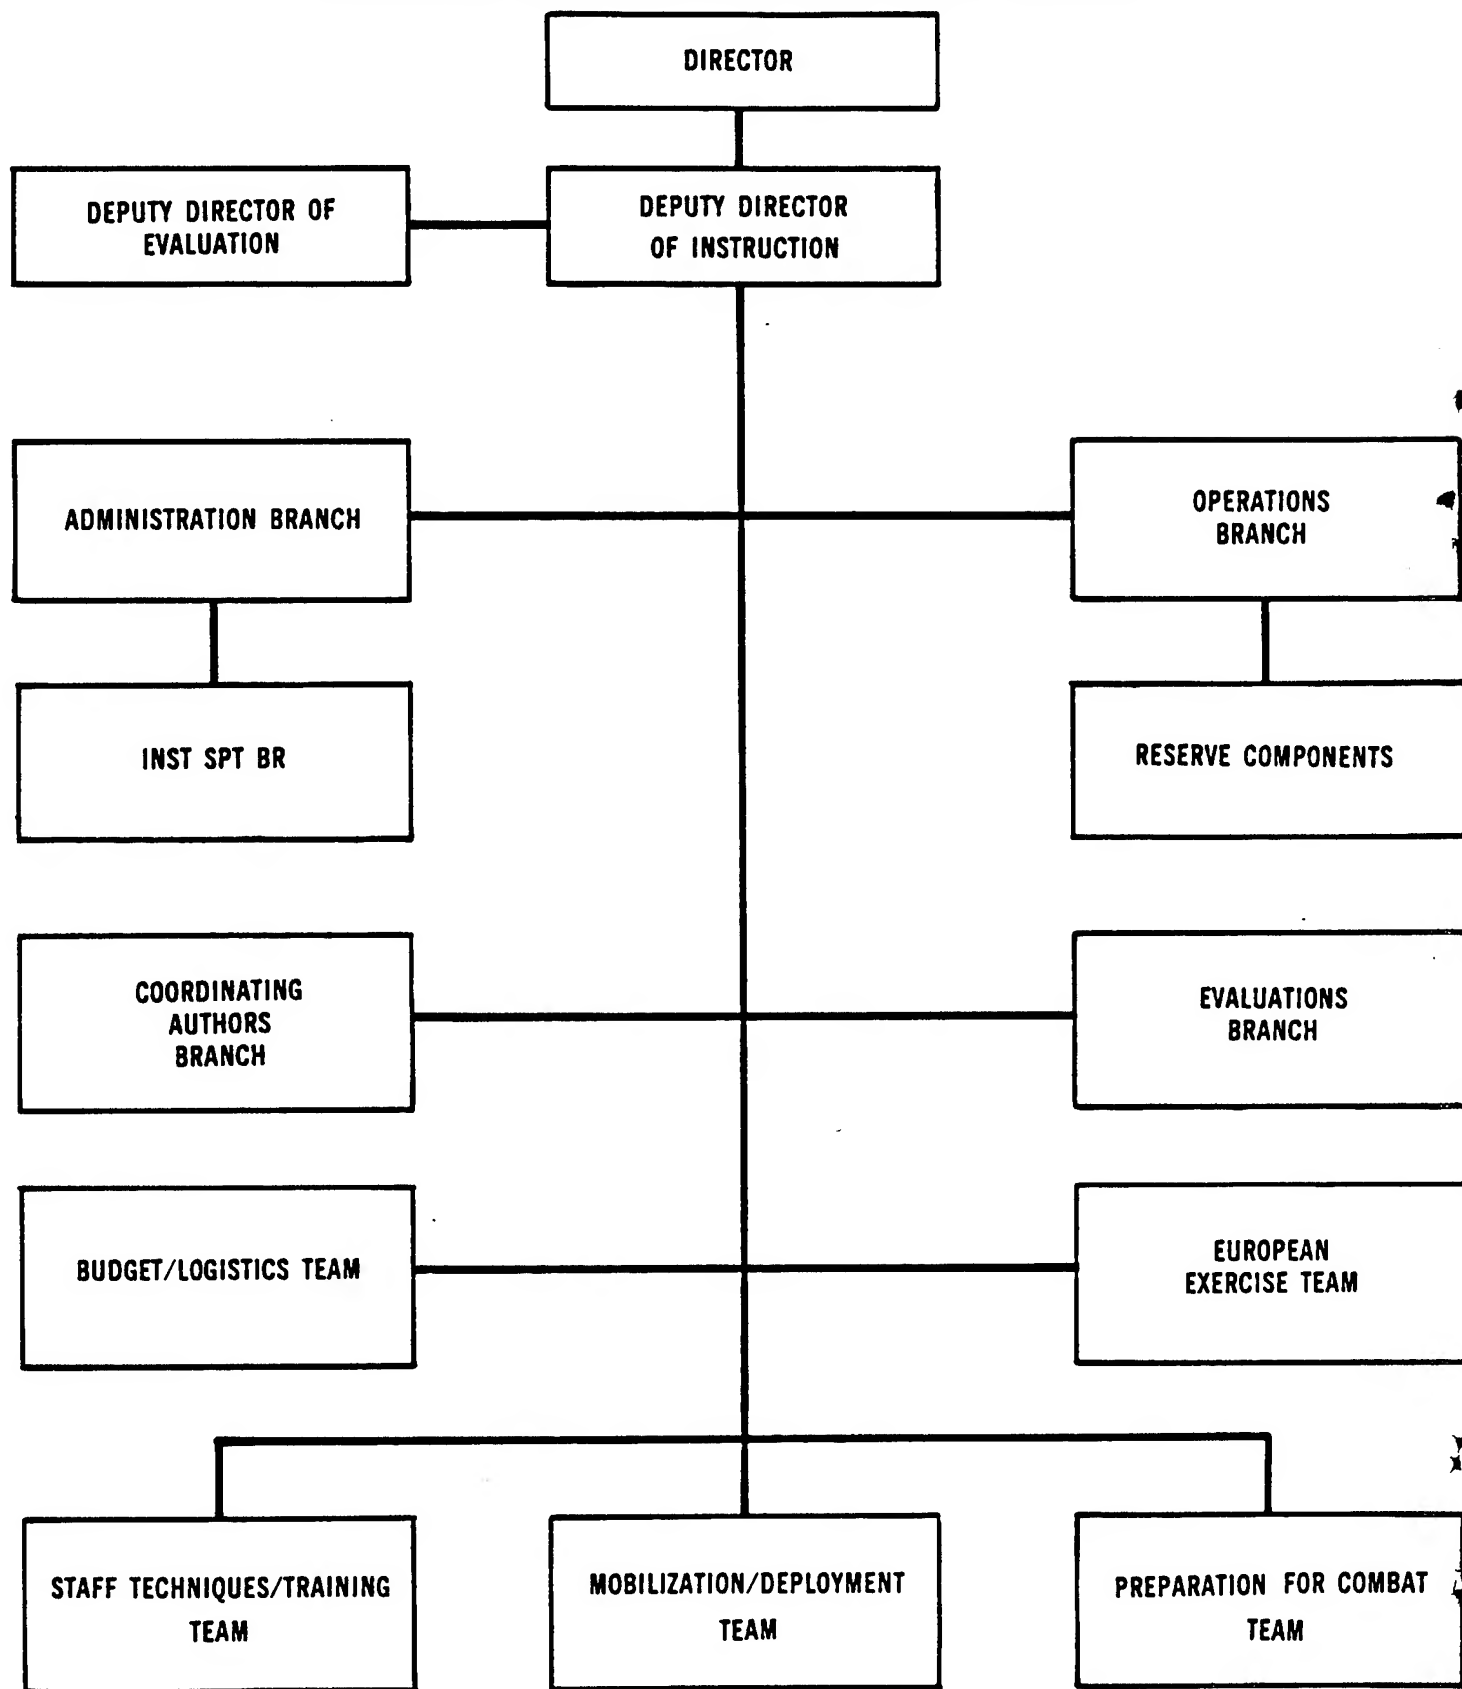 DIRECTOR
DEPUTY DIRECTOR OF
EVALUATION
DEPUTY DIRECTOR
OF INSTRUCTION
ADMINISTRATION BRANCH
OPERATIONS
BRANCH
INST SPT BR
RESERVE COMPONENTS
COORDINATING
AUTHORS
BRANCH
EVALUATIONS
BRANCH
BUDGET/LOGISTICS TEAM
EUROPEAN
EXERCISE TEAM
STAFF TECHNIQUES/TRAINING
TEAM
MOBILIZATION/DEPLOYMENT
TEAM
PREPARATION FOR COMBAT
TEAM